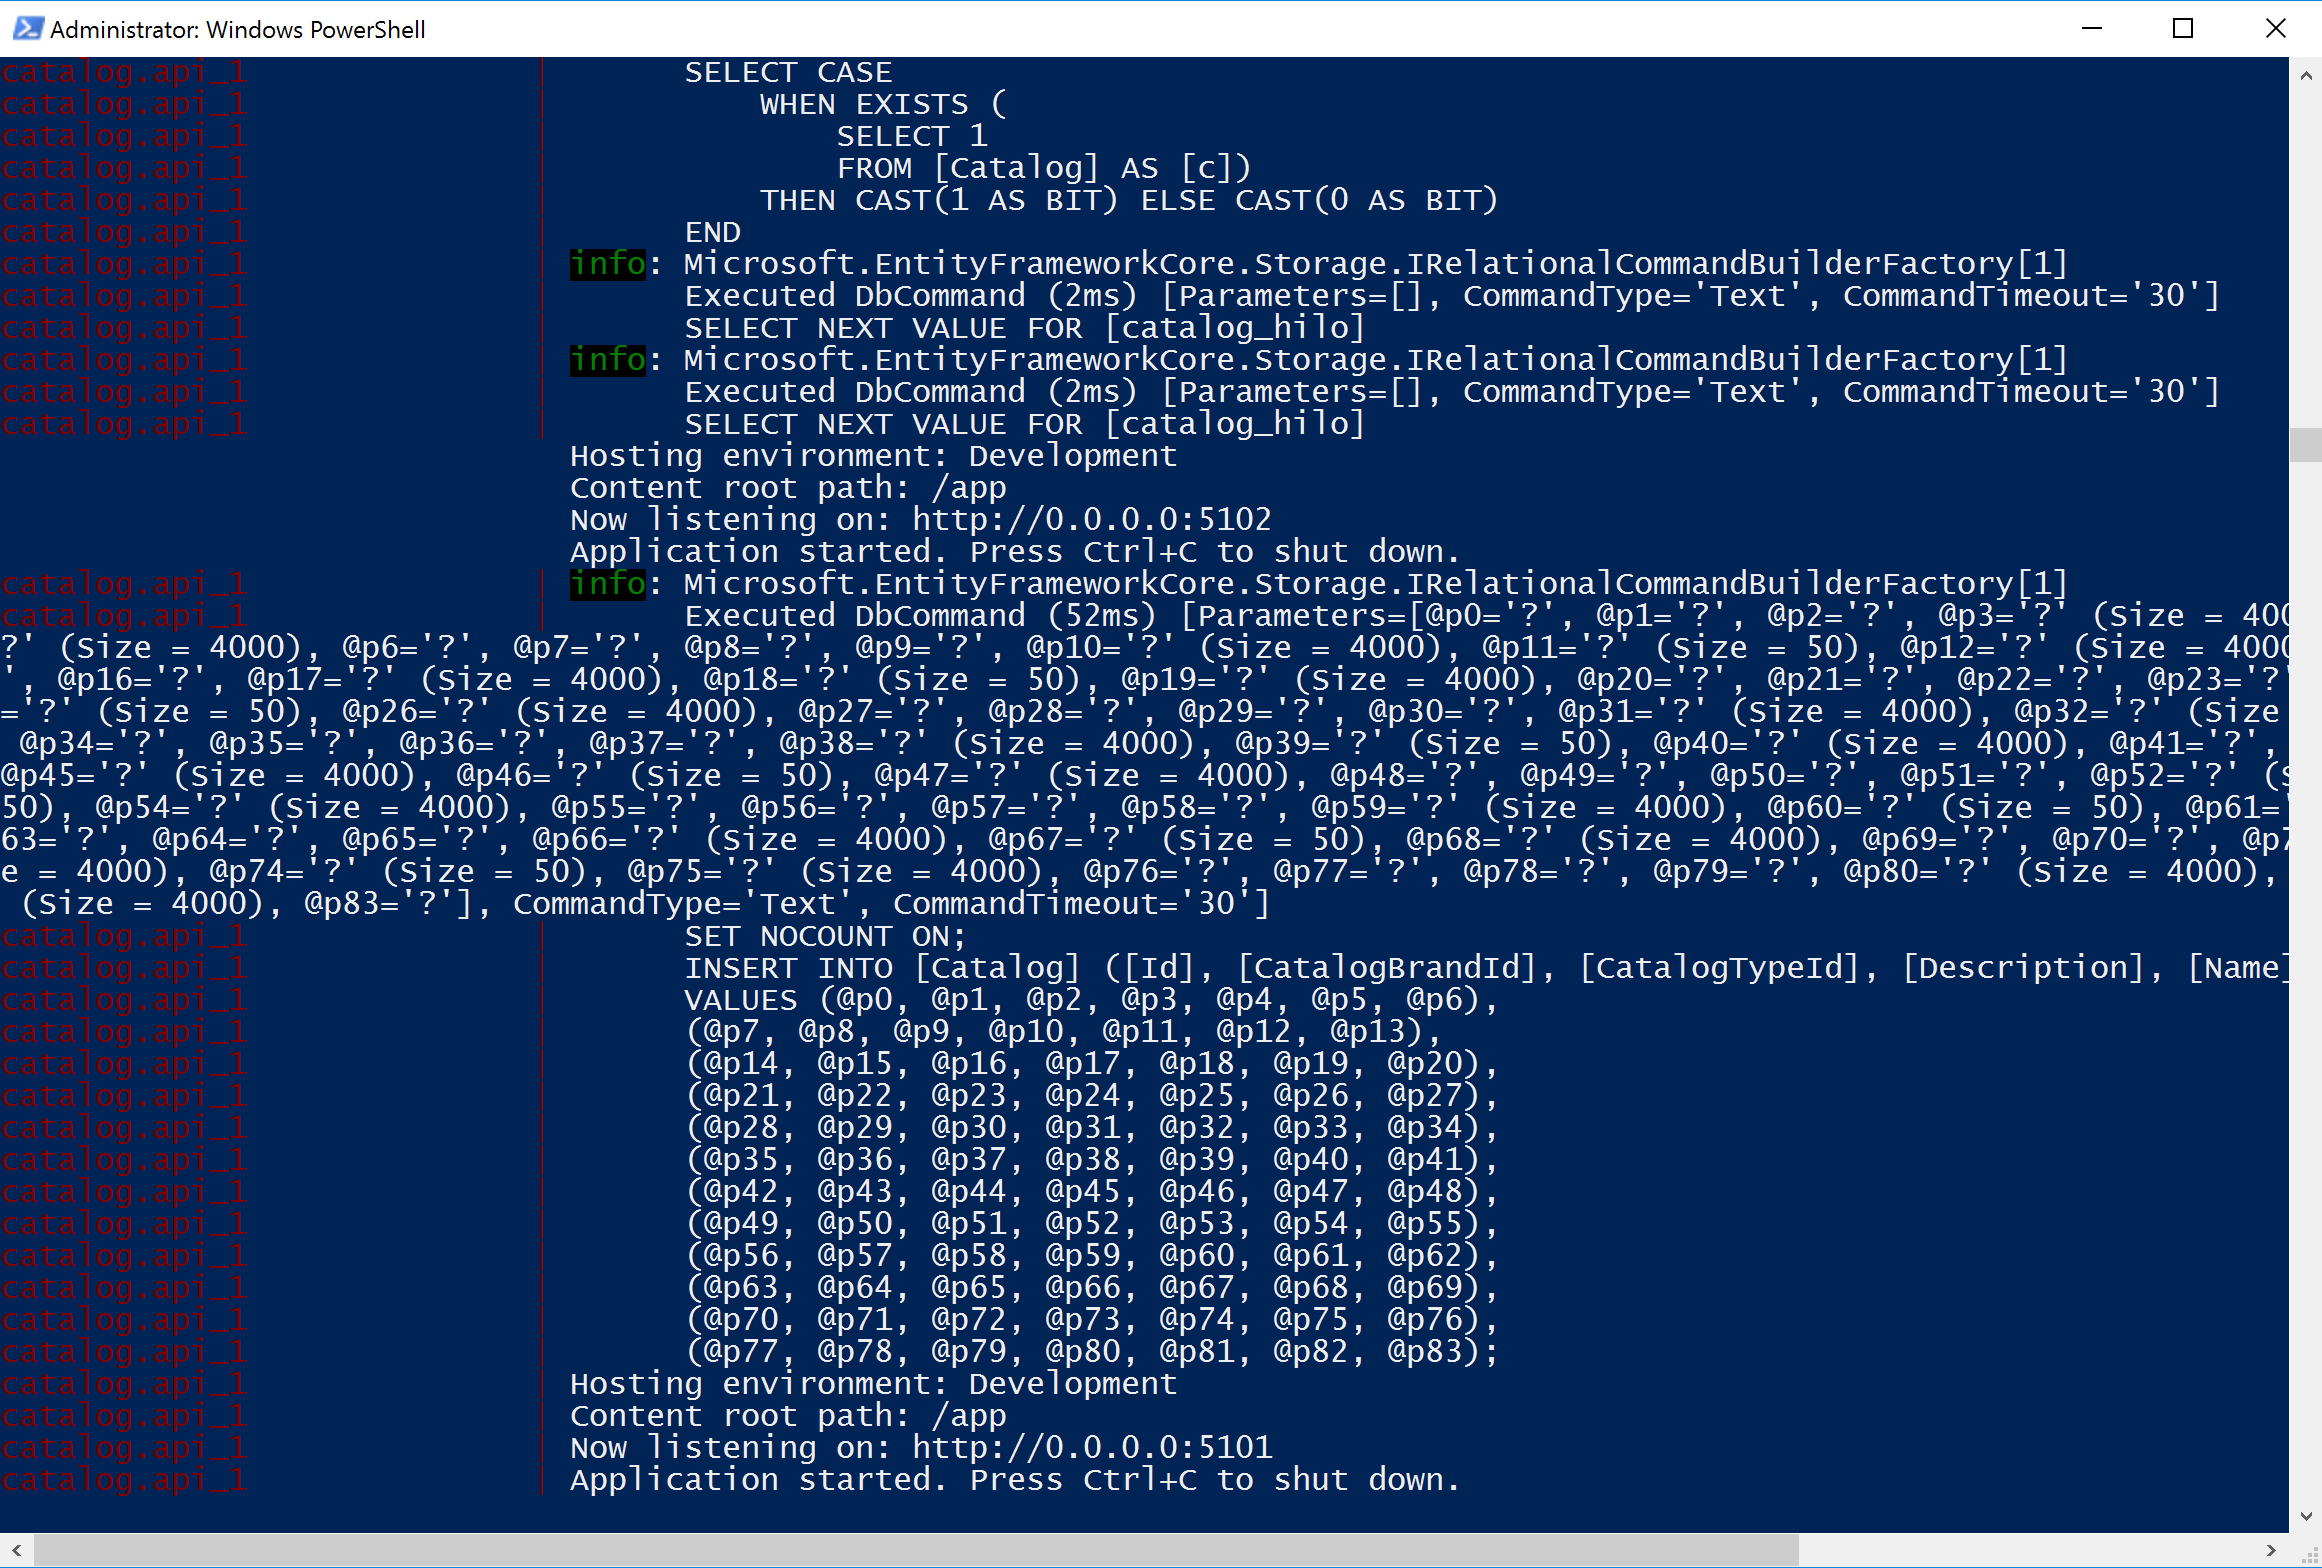 Administrator: Windows PowerShell
catalog.api_1 | SELECT CASE
catalog.api_1 | WHEN EXISTS (
catalog.api_1 | SELECT 1
catalog.api_1 | FROM [Catalog] AS [c])
catalog.api_1 | THEN CAST(1 AS BIT) ELSE CAST(0 AS BIT)
catalog.api_1 | END
catalog.api_1 | info: Microsoft.EntityFrameworkCore.Storage.IRelationalCommandBuilderFactory[1]
catalog.api_1 | Executed DbCommand (2ms) [Parameters=[], CommandType='Text', CommandTimeout='30']
catalog.api_1 | SELECT NEXT VALUE FOR [catalog_hilo]
catalog.api_1 | info: Microsoft.EntityFrameworkCore.Storage.IRelationalCommandBuilderFactory[1]
catalog.api_1 | Executed DbCommand (2ms) [Parameters=[], CommandType='Text', CommandTimeout='30']
catalog.api_1 | SELECT NEXT VALUE FOR [catalog_hilo]
Hosting environment: Development
Content root path: /app
Now listening on: http://0.0.0.0:5102
Application started. Press Ctrl+C to shut down.
catalog.api_1 | info: Microsoft.EntityFrameworkCore.Storage.IRelationalCommandBuilderFactory[1]
catalog.api_1 | Executed DbCommand (52ms) [Parameters=[@p0='?', @p1='?', @p2='?', @p3='?' (Size = 400
?' (Size = 4000), @p6='?', @p7='?', @p8='?', @p9='?', @p10='?' (Size = 4000), @p11='?' (Size = 50), @p12='?' (Size = 4000
', @p16='?', @p17='?' (Size = 4000), @p18='?' (Size = 50), @p19='?' (Size = 4000), @p20='?', @p21='?', @p22='?', @p23='?'
='?' (Size = 50), @p26='?' (Size = 4000), @p27='?', @p28='?', @p29='?', @p30='?', @p31='?' (Size = 4000), @p32='?' (Size
@p34='?', @p35='?', @p36='?', @p37='?', @p38='?' (Size = 4000), @p39='?' (Size = 50), @p40='?' (Size = 4000), @p41='?',
@p45='?' (Size = 4000), @p46='?' (Size = 50), @p47='?' (Size = 4000), @p48='?', @p49='?', @p50='?', @p51='?', @p52='?' (S
50), @p54='?' (Size = 4000), @p55='?', @p56='?', @p57='?', @p58='?', @p59='?' (Size = 4000), @p60='?' (Size = 50), @p61='
63='?', @p64='?', @p65='?', @p66='?' (Size = 4000), @p67='?' (Size = 50), @p68='?' (Size = 4000), @p69='?', @p70='?', @p7
e = 4000), @p74='?' (Size = 50), @p75='?' (Size = 4000), @p76='?', @p77='?', @p78='?', @p79='?', @p80='?' (Size = 4000),
(Size = 4000), @p83='?'], CommandType='Text', CommandTimeout='30']
catalog.api_1 | SET NOCOUNT ON;
catalog.api_1 | INSERT INTO [Catalog] ([Id], [CatalogBrandId], [CatalogTypeId], [Description], [Name]
catalog.api_1 | VALUES (@p0, @p1, @p2, @p3, @p4, @p5, @p6),
catalog.api_1 | (@p7, @p8, @p9, @p10, @p11, @p12, @p13),
catalog.api_1 | (@p14, @p15, @p16, @p17, @p18, @p19, @p20),
catalog.api_1 | (@p21, @p22, @p23, @p24, @p25, @p26, @p27),
catalog.api_1 | (@p28, @p29, @p30, @p31, @p32, @p33, @p34),
catalog.api_1 | (@p35, @p36, @p37, @p38, @p39, @p40, @p41),
catalog.api_1 | (@p42, @p43, @p44, @p45, @p46, @p47, @p48),
catalog.api_1 | (@p49, @p50, @p51, @p52, @p53, @p54, @p55),
catalog.api_1 | (@p56, @p57, @p58, @p59, @p60, @p61, @p62),
catalog.api_1 | (@p63, @p64, @p65, @p66, @p67, @p68, @p69),
catalog.api_1 | (@p70, @p71, @p72, @p73, @p74, @p75, @p76),
catalog.api_1 | (@p77, @p78, @p79, @p80, @p81, @p82, @p83);
catalog.api_1 | Hosting environment: Development
catalog.api_1 | Content root path: /app
catalog.api_1 | Now listening on: http://0.0.0.0:5101
catalog.api_1 | Application started. Press Ctrl+C to shut down.